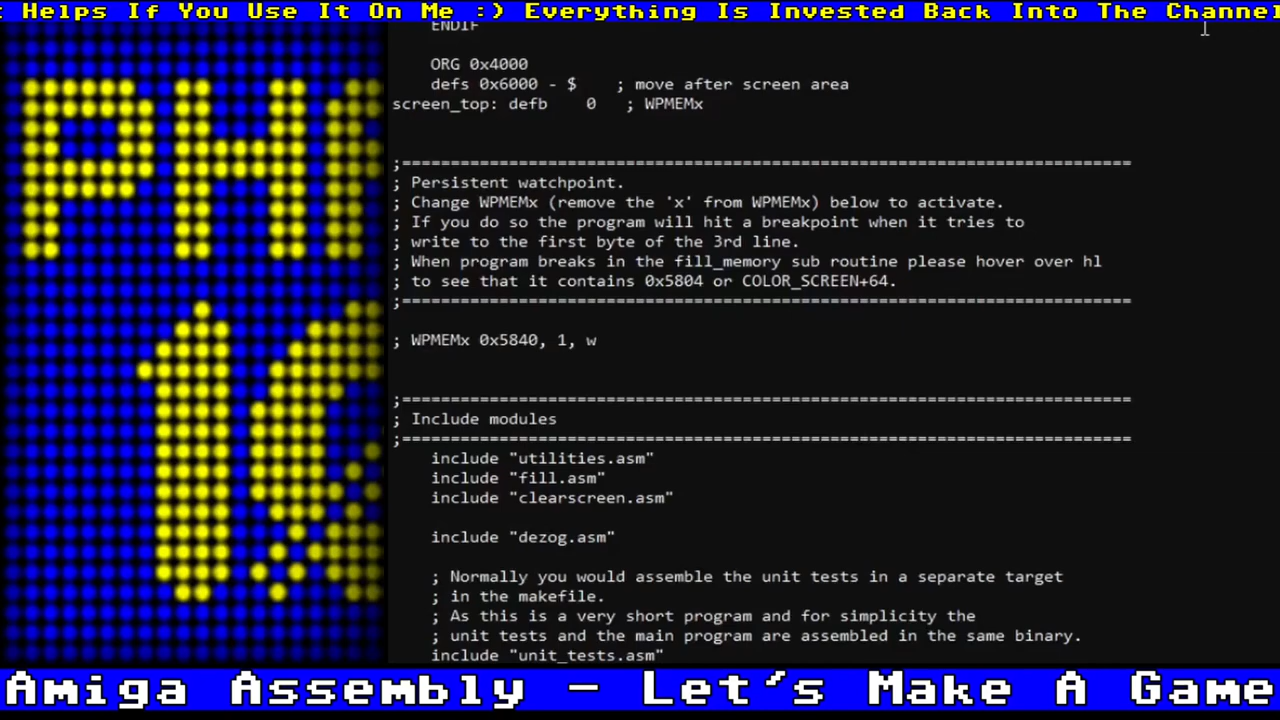 : Helps If You Use It On Me :) Everything Is Invested Back Into The Channel
PH
1K
ENDIF
ORG 0x4000
defs 0x6000 - $ ; move after screen area
screen_top: defb 0 ; WPMEMx
;===========================================================================
; Persistent watchpoint.
; Change WPMEMx (remove the 'x' from WPMEMx) below to activate.
; If you do so the program will hit a breakpoint when it tries to
; write to the first byte of the 3rd line.
; When program breaks in the fill_memory sub routine please hover over hl
; to see that it contains 0x5804 or COLOR_SCREEN+64.
;===========================================================================
; WPMEMx 0x5840, 1, w
;===========================================================================
; Include modules
;===========================================================================
include "utilities.asm"
include "fill.asm"
include "clearscreen.asm"
include "dezog.asm"
; Normally you would assemble the unit tests in a separate target
; in the makefile.
; As this is a very short program and for simplicity the
; unit tests and the main program are assembled in the same binary.
include "unit_tests.asm"
Amiga Assembly - Let's Make A Game